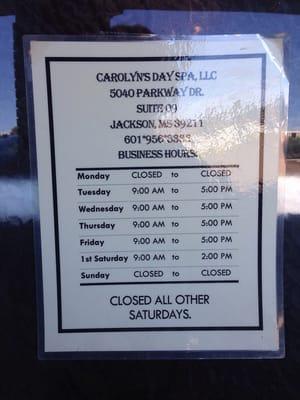 CAROLYN'S DAY SPA, LLC
5040 PARKWAY DR.
SUITE 09
JACKSON, MS 39211
BUSINESS HOURS:
Monday CLOSED to CLOSED
Tuesday 9:00 AM to 5:00 PM
Wednesday 9:00 AM to 5:00 PM
Thursday 9:00 AM to 5:00 PM
Friday 9:00 AM to 5:00 PM
1st Saturday 9:00 AM to 2:00 PM
Sunday CLOSED to CLOSED
CLOSED ALL OTHER
SATURDAYS.